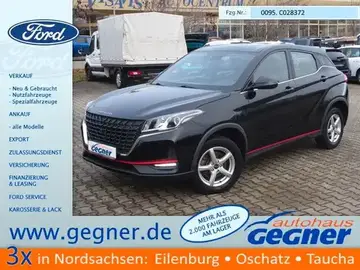 Ford
Fzg Nr.: 0095. C028372
VERKAUF
- Neu & Gebraucht
- Nutzfahrzeuge
- Spezialfahrzeuge
ANKAUF
- alle Modelle
EXPORT
ZULASSUNGSDIENST
VERSICHERUNG
FINANZIERUNG
& LEASING
FORD SERVICE
KAROSSERIE & LACK
MEHR ALS
2.000 FAHRZEUGE
AM LAGER
autohaus
Gegner
www.gegner.de
3x in Nordsachsen: Eilenburg • Oschatz • Taucha